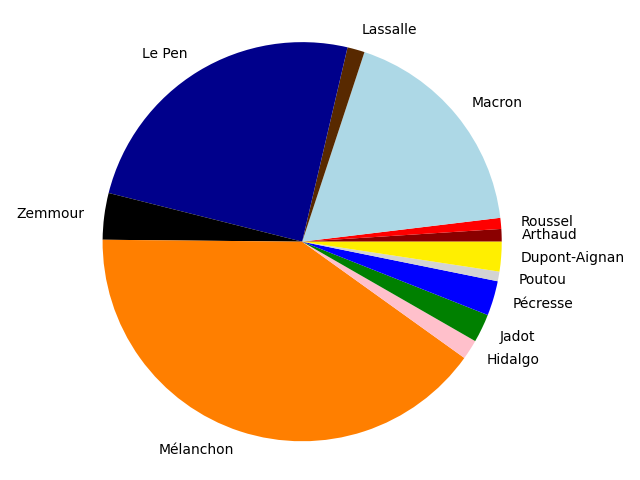 Lassalle
Le Pen
Macron
Zemmour
Roussel
Arthaud
Dupont-Aignan
Poutou
Pécresse
Jadot
Hidalgo
Mélanchon